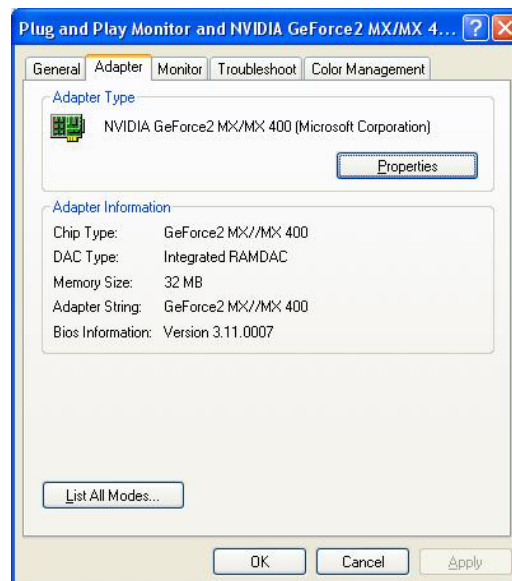 Plug and Play Monitor and NVIDIA GeForce2 MX/MX 4...
General Adapter Monitor Troubleshoot Color Management
Adapter Type
NVIDIA GeForce2 MX/MX 400 (Microsoft Corporation)
Properties
Adapter Information
Chip Type: GeForce2 MX//MX 400
DAC Type: Integrated RAMDAC
Memory Size: 32 MB
Adapter String: GeForce2 MX//MX 400
Bios Information: Version 3.11.0007
List All Modes...
OK Cancel Apply